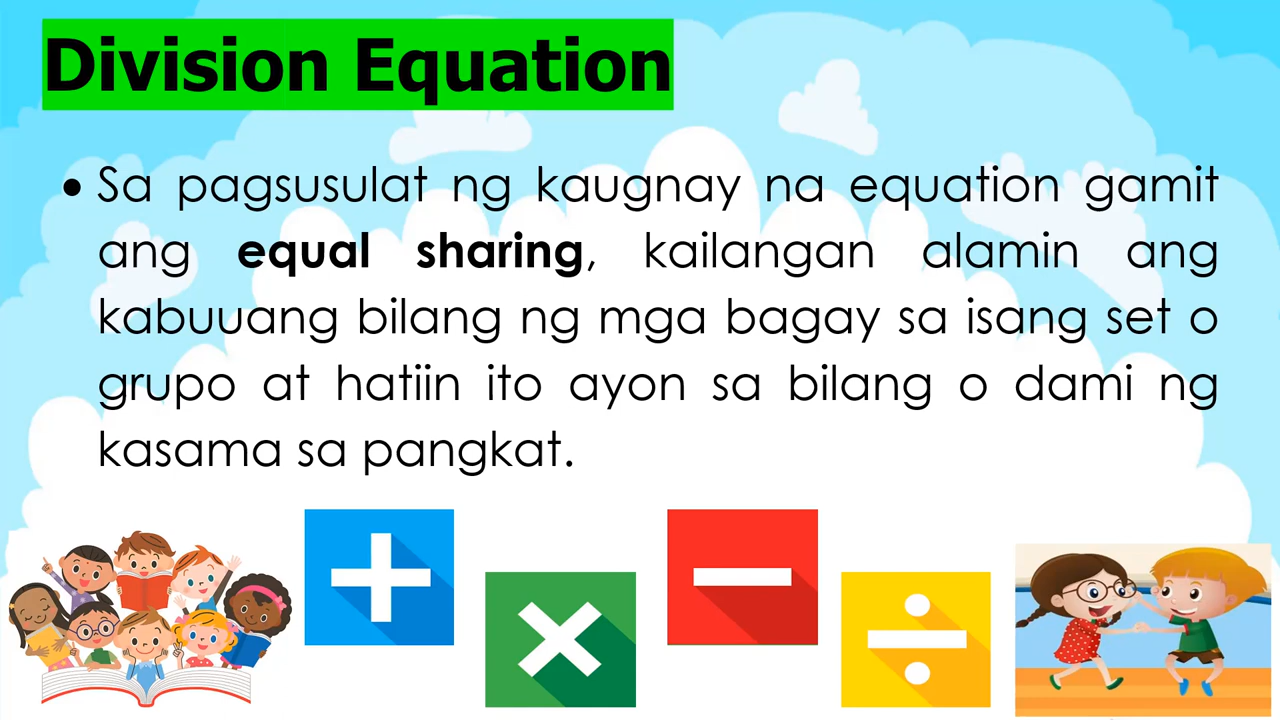 Division Equation
• Sa pagsusulat ng kaugnay na equation gamit
ang equal sharing, kailangan alamin ang
kabuuang bilang ng mga bagay sa isang set o
grupo at hatiin ito ayon sa bilang o dami ng
kasama sa pangkat.